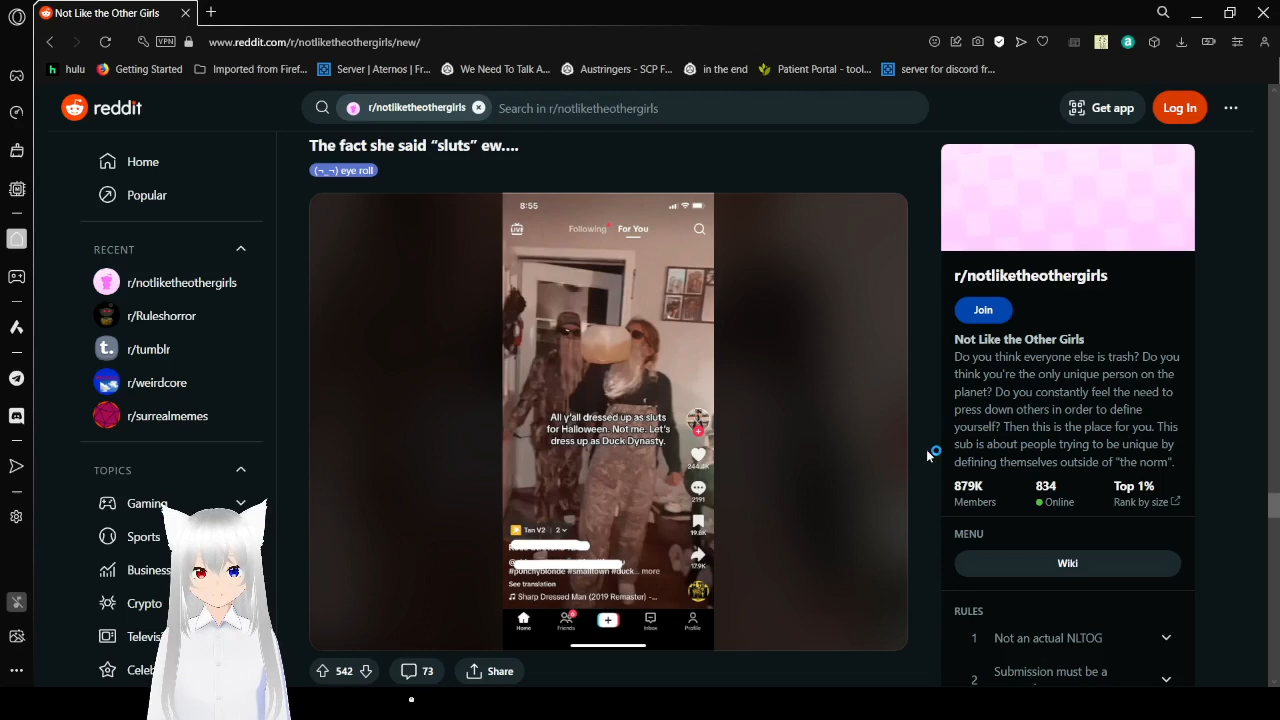 Not Like the Other Girls
VPN
www.reddit.com/r/notliketheothergirls/new/
h hulu
Getting Started
Imported from Firef...
Server | Aternos | Fr...
We Need To Talk A...
Austringers - SCP F...
in the end
Patient Portal - tool...
server for discord fr...
reddit
r/notliketheothergirls
Search in r/notliketheothergirls
Get app
Log In
Home
Popular
RECENT
r/notliketheothergirls
r/Ruleshorror
t. r/tumblr
r/weirdcore
r/surrealmemes
TOPICS
Gaming
Sports
Business
Crypto
Televisi
Celeb
The fact she said “sluts” ew....
(¬_¬) eye roll
8:55
LIVE
Following
For You
All y'all dressed up as sluts
for Halloween. Not me. Let's
dress up as Duck Dynasty.
2191
19.8K
17.9K
Tan V2 | 2
#punchyblonde #smalltown #duck... more
See translation
Sharp Dressed Man (2019 Remaster) -...
Home
Friends
Inbox
Profile
542
73
Share
r/notliketheothergirls
Join
Not Like the Other Girls
Do you think everyone else is trash? Do you
think you're the only unique person on the
planet? Do you constantly feel the need to
press down others in order to define
yourself? Then this is the place for you. This
sub is about people trying to be unique by
defining themselves outside of "the norm".
879K
Members
834
Online
Top 1%
Rank by size
MENU
Wiki
RULES
1 Not an actual NLTOG
2 Submission must be a